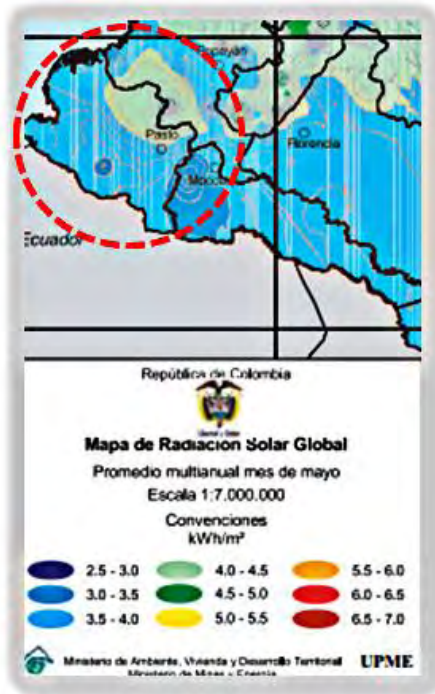 Popayán
Pasto
Florencia
Mocoa
Ecuador
República de Colombia
Mapa de Radiación Solar Global
Promedio multianual mes de mayo
Escala 1:7.000.000
Convenciones
kWh/m²
2.5 - 3.0 4.0 - 4.5 5.5 - 6.0
3.0 - 3.5 4.5 - 5.0 6.0 - 6.5
3.5 - 4.0 5.0 - 5.5 6.5 - 7.0
Ministerio de Ambiente, Vivienda y Desarrollo Territorial UPME
Ministerio de Minas y Energía